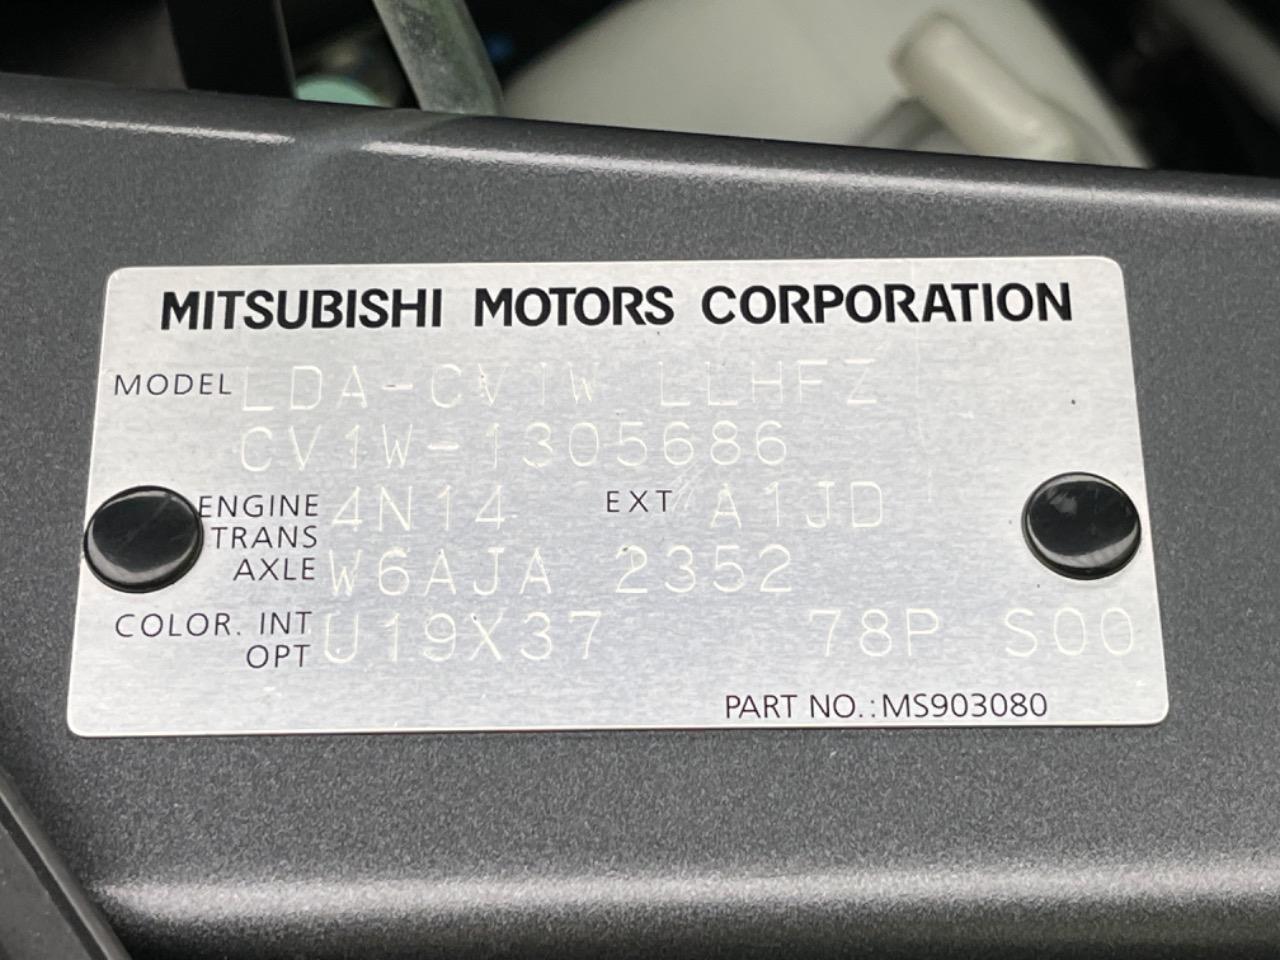 MITSUBISHI MOTORS CORPORATION
MODEL LDA-CV1W LLHFZ
CV1W-1305686
ENGINE 4N14 EXT A1JD
TRANS
AXLE W6AJA 2352
COLOR. INT
OPT U19X37 78P S00
PART NO.:MS903080